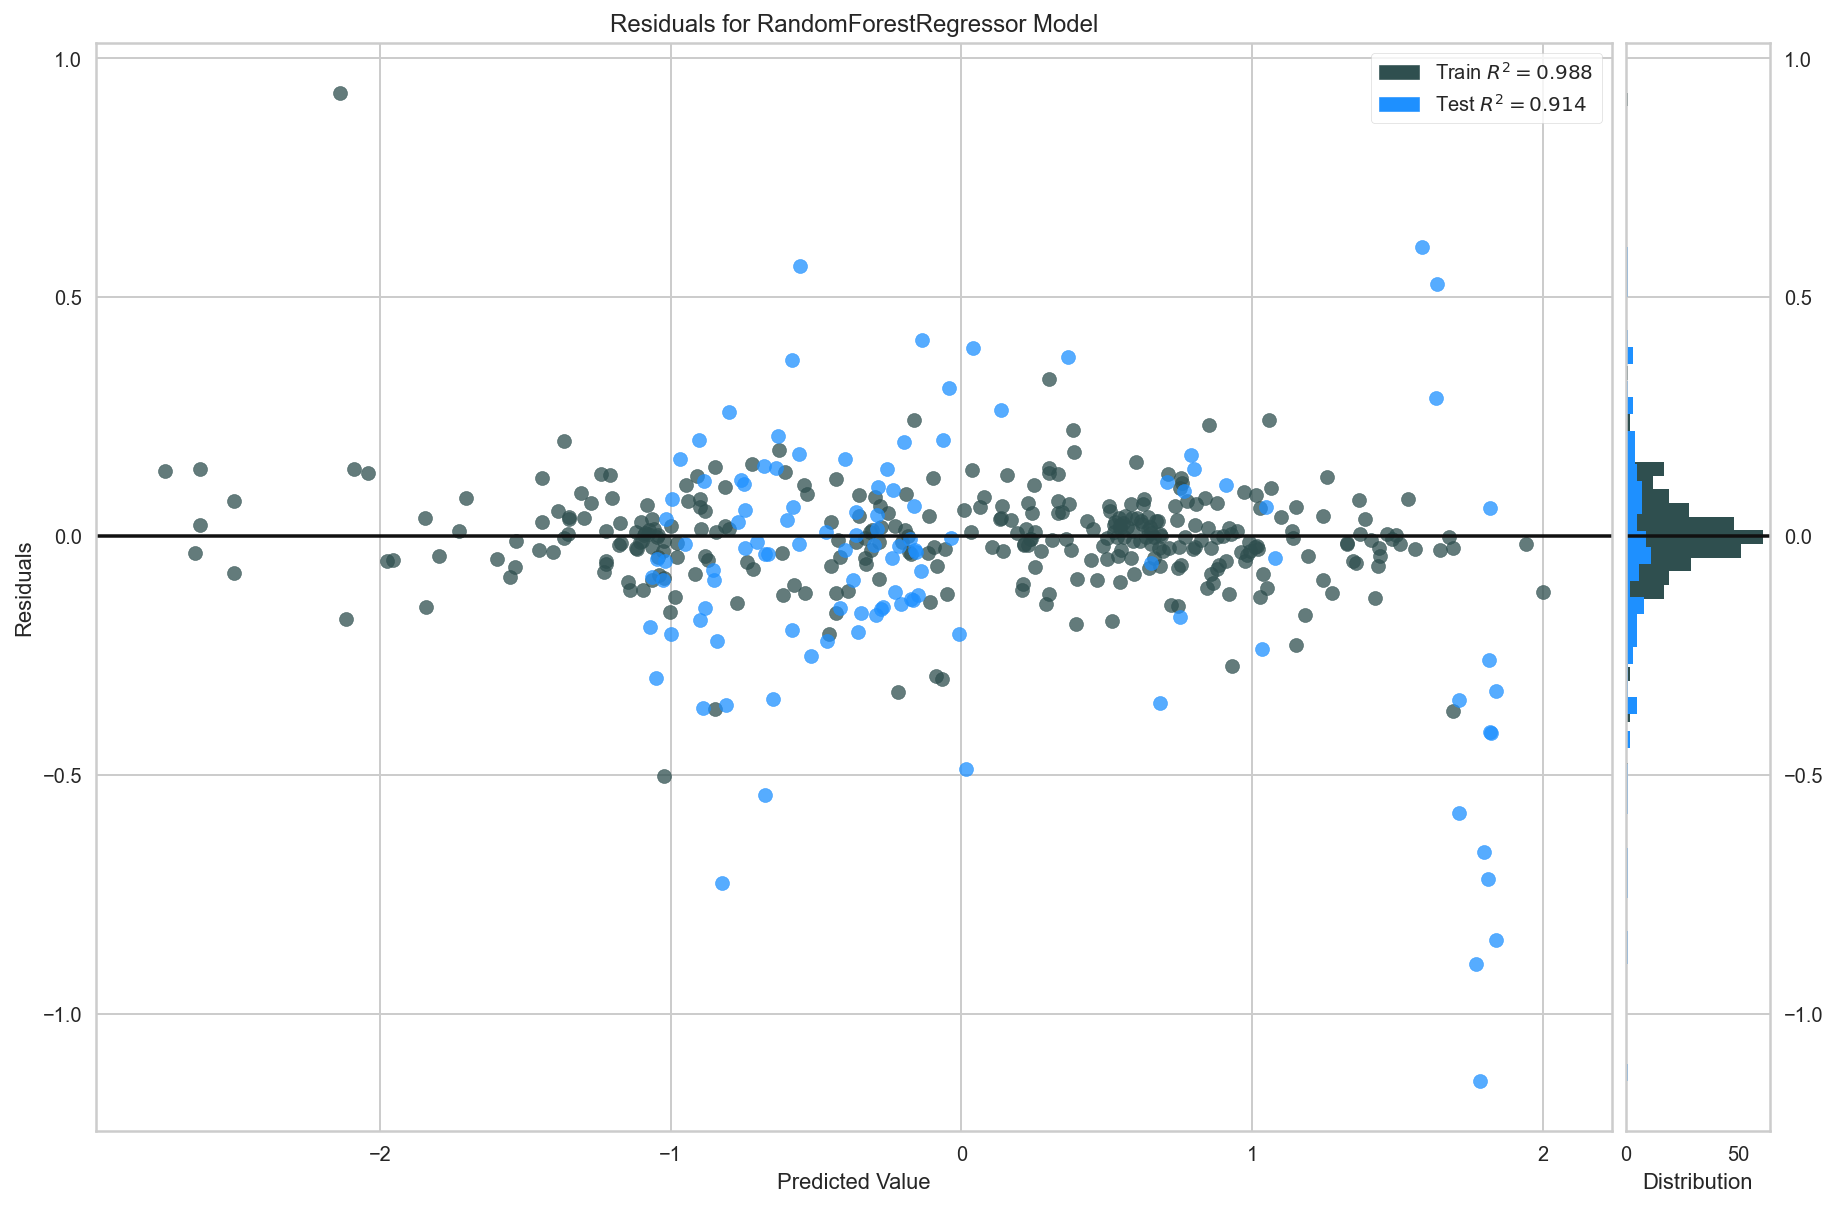 Residuals for RandomForestRegressor Model
Train R² = 0.988
Test R² = 0.914
1.0
0.5
0.0
−0.5
−1.0
Residuals
−2
−1
0
1
2
Predicted Value
1.0
0.5
0.0
−0.5
−1.0
0
50
Distribution